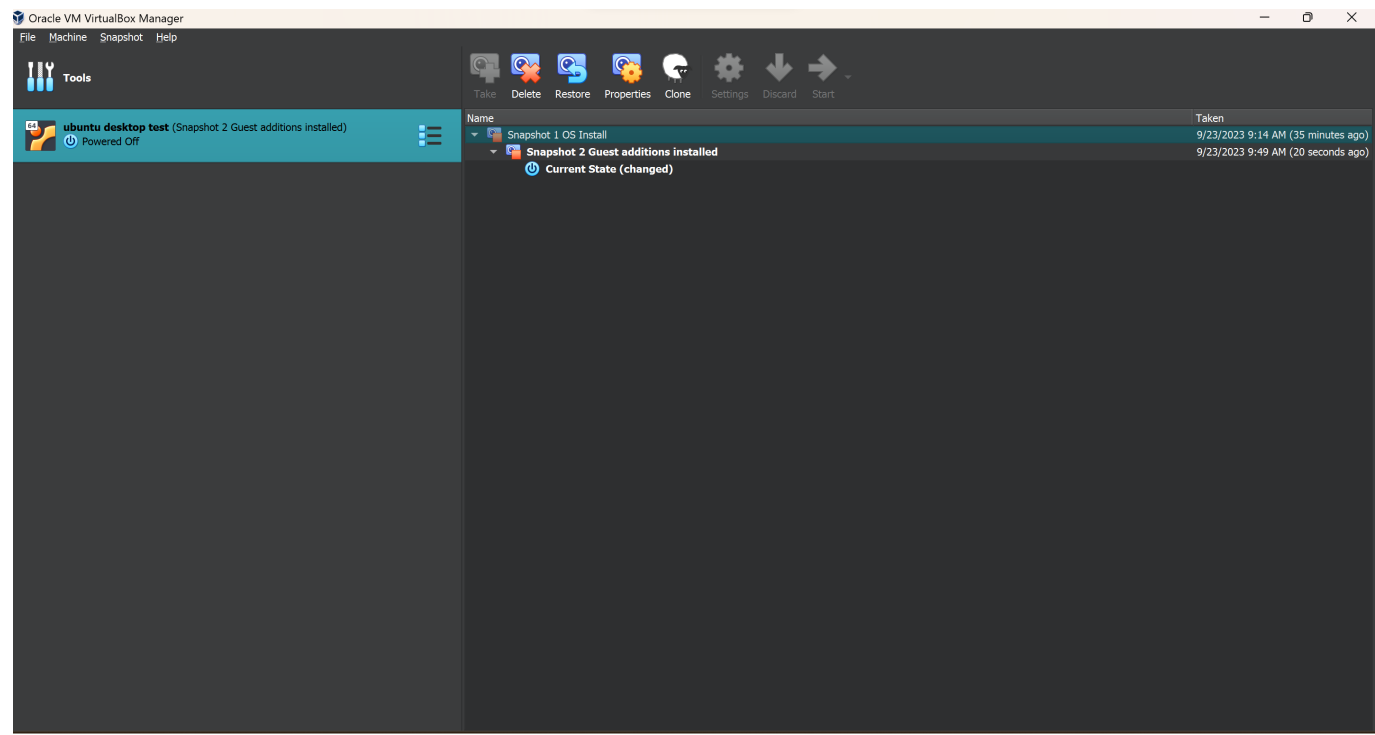 Oracle VM VirtualBox Manager
File Machine Snapshot Help
Tools
Take Delete Restore Properties Clone Settings Discard Start
64
ubuntu desktop test (Snapshot 2 Guest additions installed)
Powered Off
Name Taken
Snapshot 1 OS Install 9/23/2023 9:14 AM (35 minutes ago)
Snapshot 2 Guest additions installed 9/23/2023 9:49 AM (20 seconds ago)
Current State (changed)